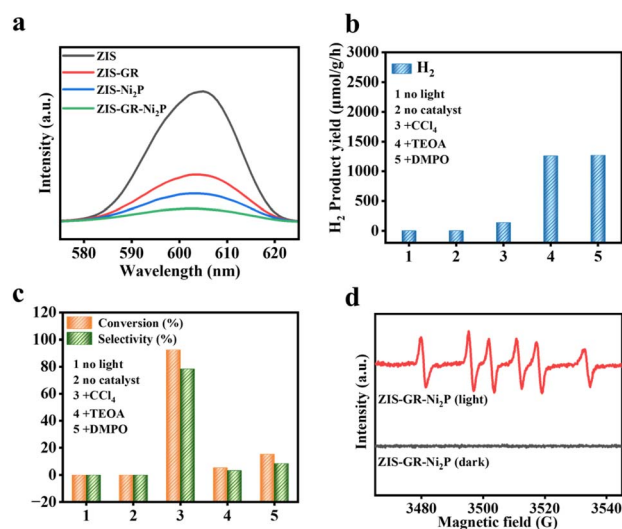 a
ZIS
ZIS-GR
ZIS-Ni₂P
ZIS-GR-Ni₂P
Intensity (a.u.)
580 590 600 610 620
Wavelength (nm)
b
3000
2500
2000
1500
1000
500
0
H₂ Product yield (μmol/g/h)
H₂
1 no light
2 no catalyst
3 +CCl₄
4 +TEOA
5 +DMPO
1 2 3 4 5
c
120
100
80
60
40
20
0
−20
Conversion (%)
Selectivity (%)
1 no light
2 no catalyst
3 +CCl₄
4 +TEOA
5 +DMPO
1 2 3 4 5
d
Intensity (a.u.)
ZIS-GR-Ni₂P (light)
ZIS-GR-Ni₂P (dark)
3480 3510 3540
Magnetic field (G)